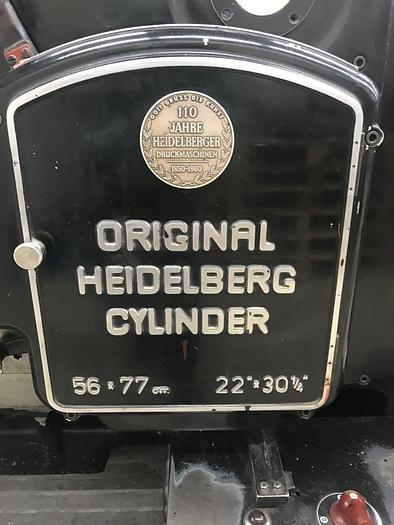 GOTT GRÜSS DIE KUNST
110
JAHRE
HEIDELBERGER
DRUCKMASCHINEN
1850-1960
ORIGINAL
HEIDELBERG
CYLINDER
56 x 77 cm. 22" x 30¼"